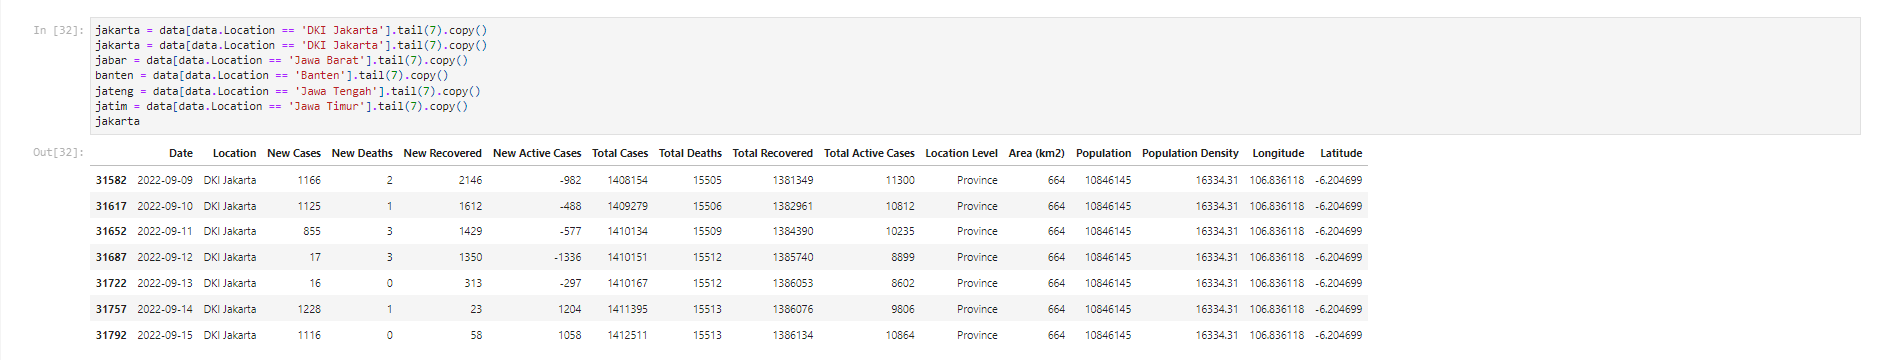 In [32]: jakarta = data[data.Location == 'DKI Jakarta'].tail(7).copy()
jakarta = data[data.Location == 'DKI Jakarta'].tail(7).copy()
jabar = data[data.Location == 'Jawa Barat'].tail(7).copy()
banten = data[data.Location == 'Banten'].tail(7).copy()
jateng = data[data.Location == 'Jawa Tengah'].tail(7).copy()
jatim = data[data.Location == 'Jawa Timur'].tail(7).copy()
jakarta
Out[32]: Date Location New Cases New Deaths New Recovered New Active Cases Total Cases Total Deaths Total Recovered Total Active Cases Location Level Area (km2) Population Population Density Longitude Latitude
31582 2022-09-09 DKI Jakarta 1166 2 2146 -982 1408154 15505 1381349 11300 Province 664 10846145 16334.31 106.836118 -6.204699
31617 2022-09-10 DKI Jakarta 1125 1 1612 -488 1409279 15506 1382961 10812 Province 664 10846145 16334.31 106.836118 -6.204699
31652 2022-09-11 DKI Jakarta 855 3 1429 -577 1410134 15509 1384390 10235 Province 664 10846145 16334.31 106.836118 -6.204699
31687 2022-09-12 DKI Jakarta 17 3 1350 -1336 1410151 15512 1385740 8899 Province 664 10846145 16334.31 106.836118 -6.204699
31722 2022-09-13 DKI Jakarta 16 0 313 -297 1410167 15512 1386053 8602 Province 664 10846145 16334.31 106.836118 -6.204699
31757 2022-09-14 DKI Jakarta 1228 1 23 1204 1411395 15513 1386076 9806 Province 664 10846145 16334.31 106.836118 -6.204699
31792 2022-09-15 DKI Jakarta 1116 0 58 1058 1412511 15513 1386134 10864 Province 664 10846145 16334.31 106.836118 -6.204699